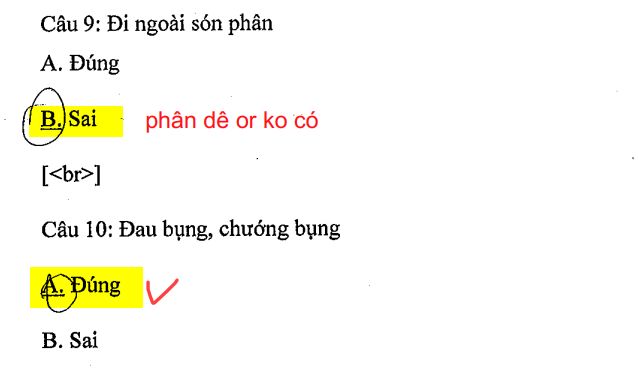 Câu 9: Đi ngoài són phân
A. Đúng
B. Sai phân dê or ko có
[<br>]
Câu 10: Đau bụng, chướng bụng
A. Đúng
B. Sai